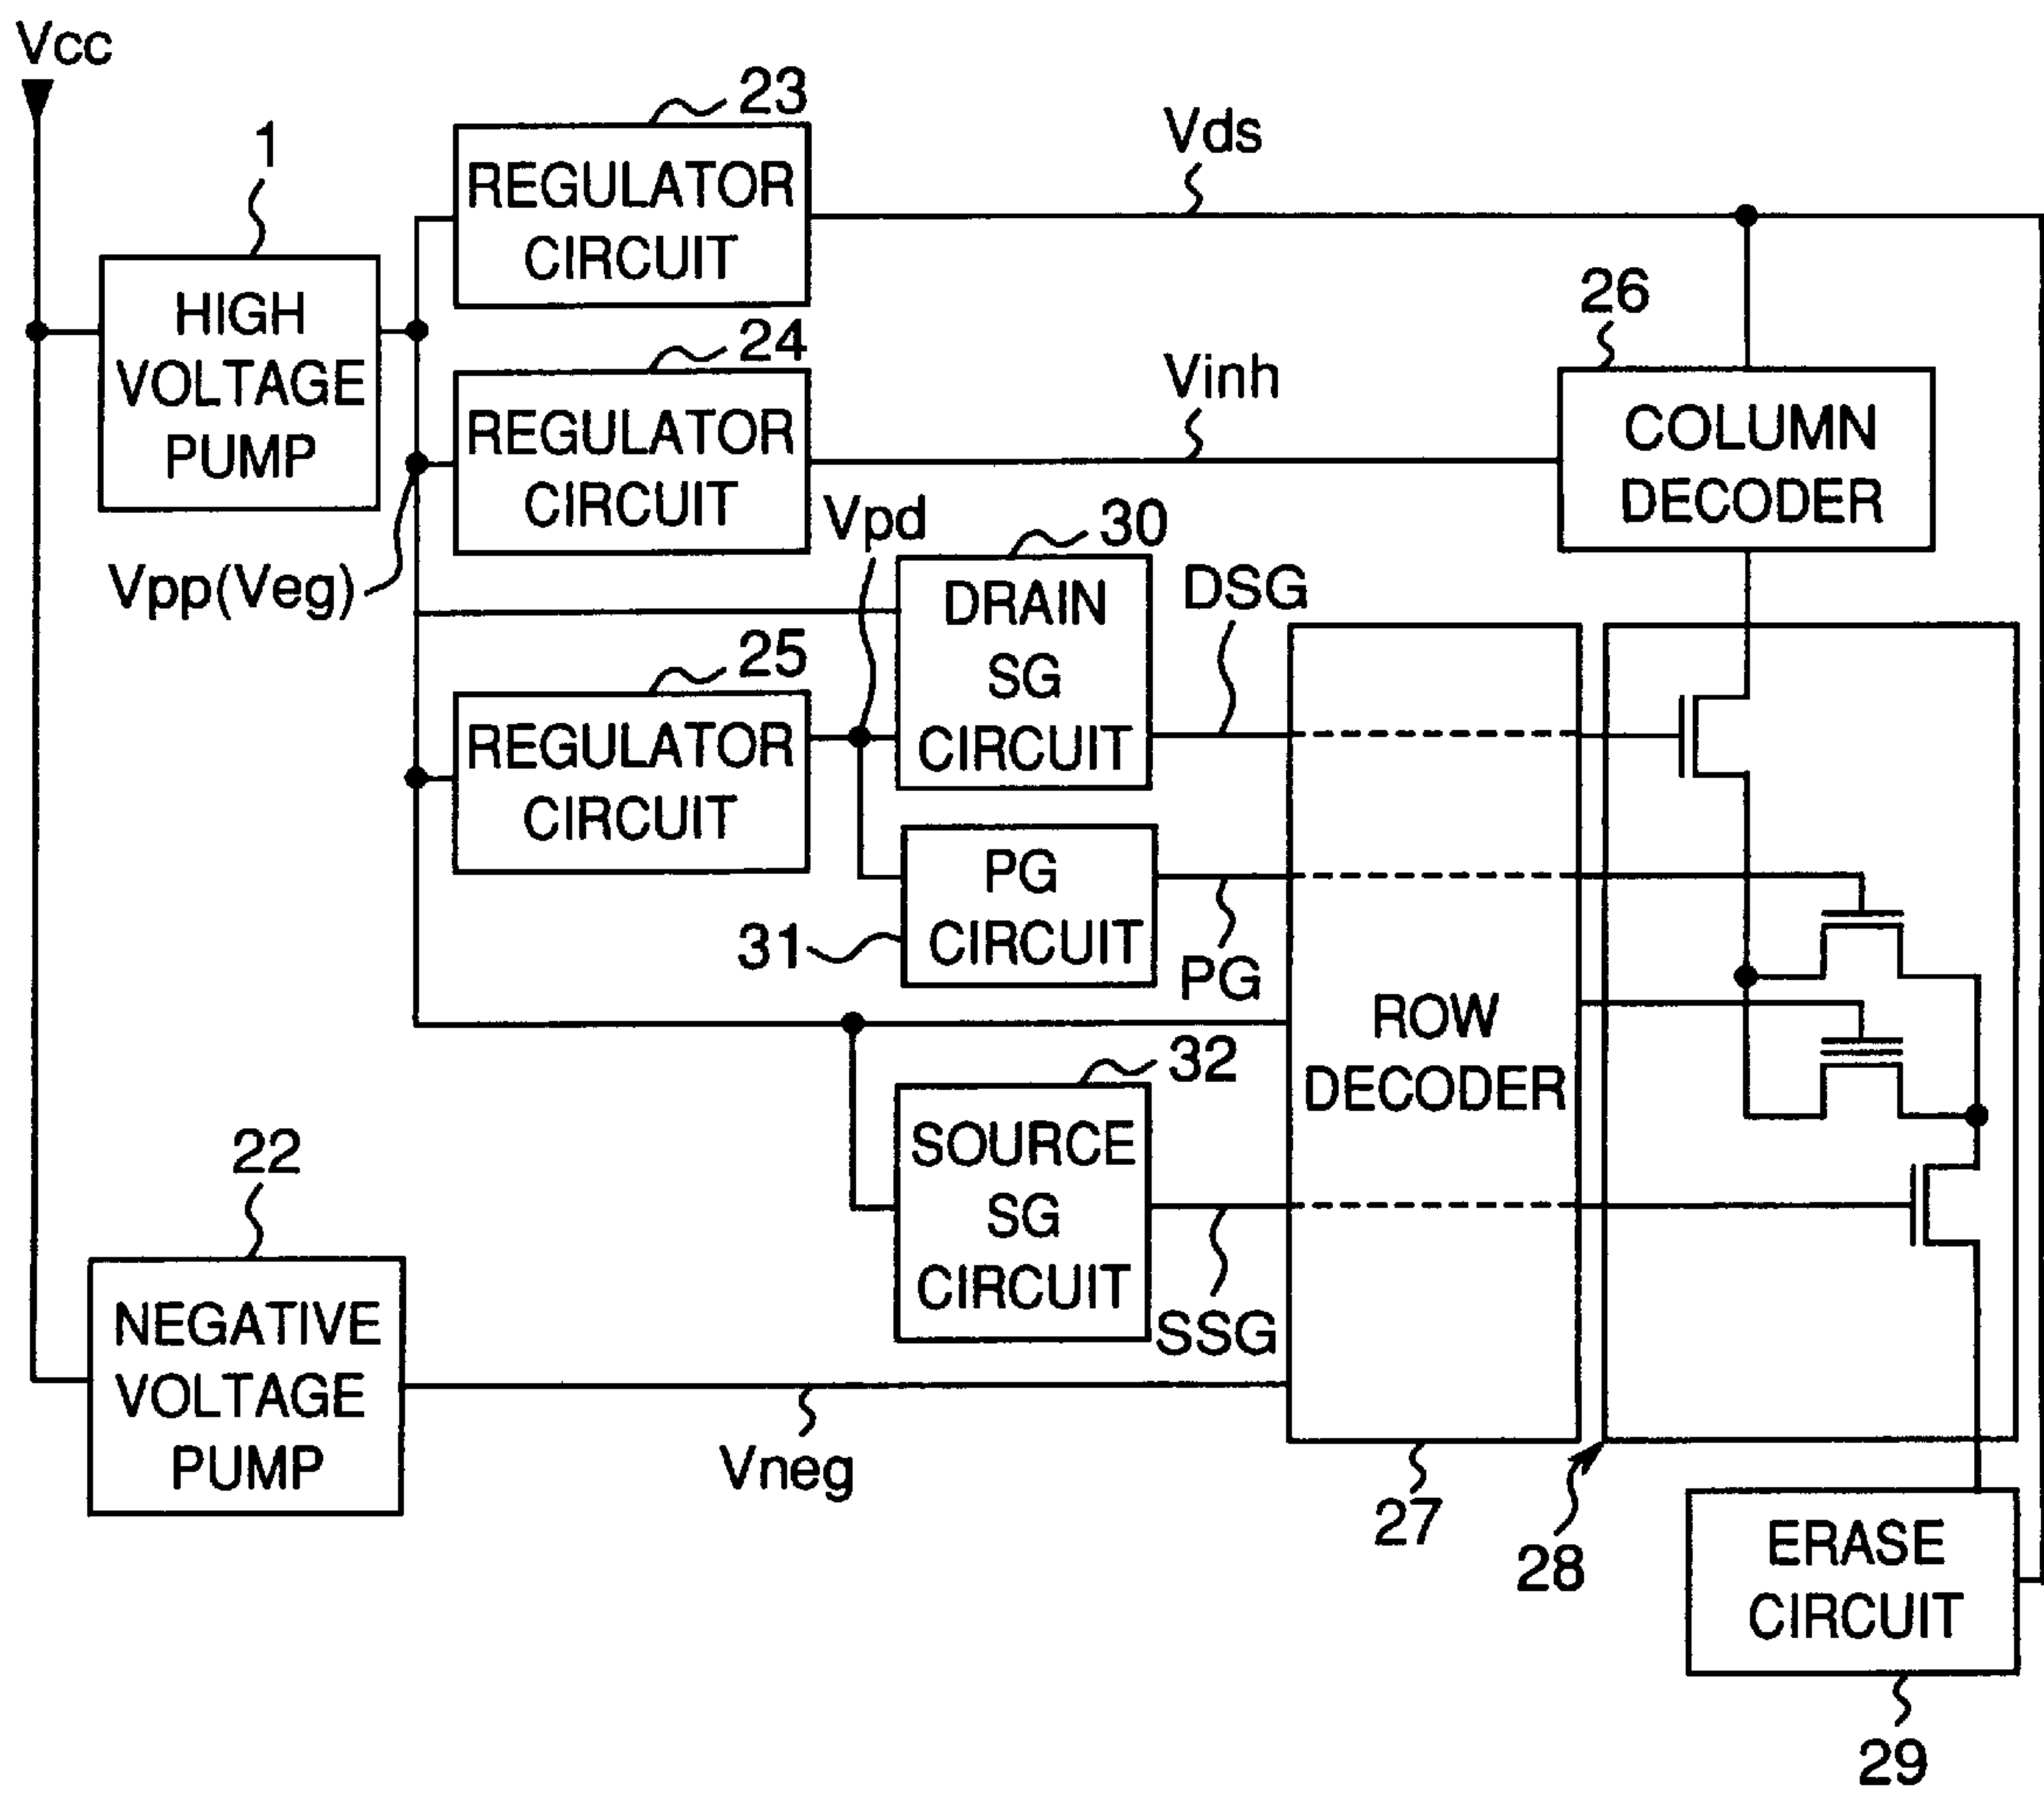 Vcc
23
1
REGULATOR
CIRCUIT
Vds
HIGH
VOLTAGE
PUMP
24
REGULATOR
CIRCUIT
Vinh
26
COLUMN
DECODER
Vpp(Veg)
Vpd
30
DRAIN
SG
CIRCUIT
DSG
25
REGULATOR
CIRCUIT
PG
CIRCUIT
31
PG
ROW
DECODER
32
SOURCE
SG
CIRCUIT
SSG
22
NEGATIVE
VOLTAGE
PUMP
Vneg
27
28
ERASE
CIRCUIT
29